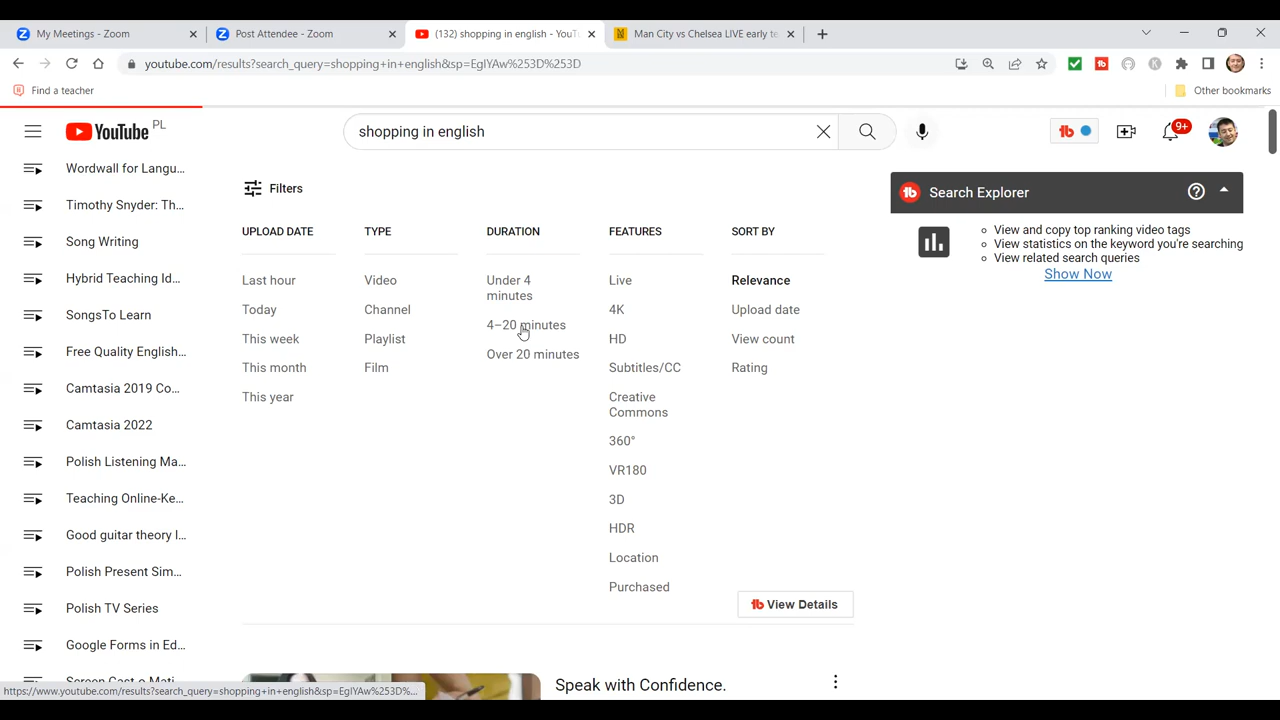 My Meetings - Zoom
Post Attendee - Zoom
(132) shopping in english - YouT
Man City vs Chelsea LIVE early te
youtube.com/results?search_query=shopping+in+english&sp=EgIYAw%253D%253D
Find a teacher
Other bookmarks
YouTube PL
shopping in english
9+
Wordwall for Langu...
Timothy Snyder: Th...
Song Writing
Hybrid Teaching Id...
SongsTo Learn
Free Quality English...
Camtasia 2019 Co...
Camtasia 2022
Polish Listening Ma...
Teaching Online-Ke...
Good guitar theory l...
Polish Present Sim...
Polish TV Series
Google Forms in Ed...
Screen Cast o Mati
Filters
UPLOAD DATE
Last hour
Today
This week
This month
This year
TYPE
Video
Channel
Playlist
Film
DURATION
Under 4
minutes
4–20 minutes
Over 20 minutes
FEATURES
Live
4K
HD
Subtitles/CC
Creative
Commons
360°
VR180
3D
HDR
Location
Purchased
SORT BY
Relevance
Upload date
View count
Rating
tb View Details
tb Search Explorer
View and copy top ranking video tags
View statistics on the keyword you're searching
View related search queries
Show Now
Speak with Confidence.
https://www.youtube.com/results?search_query=shopping+in+english&sp=EgIYAw%253D%...